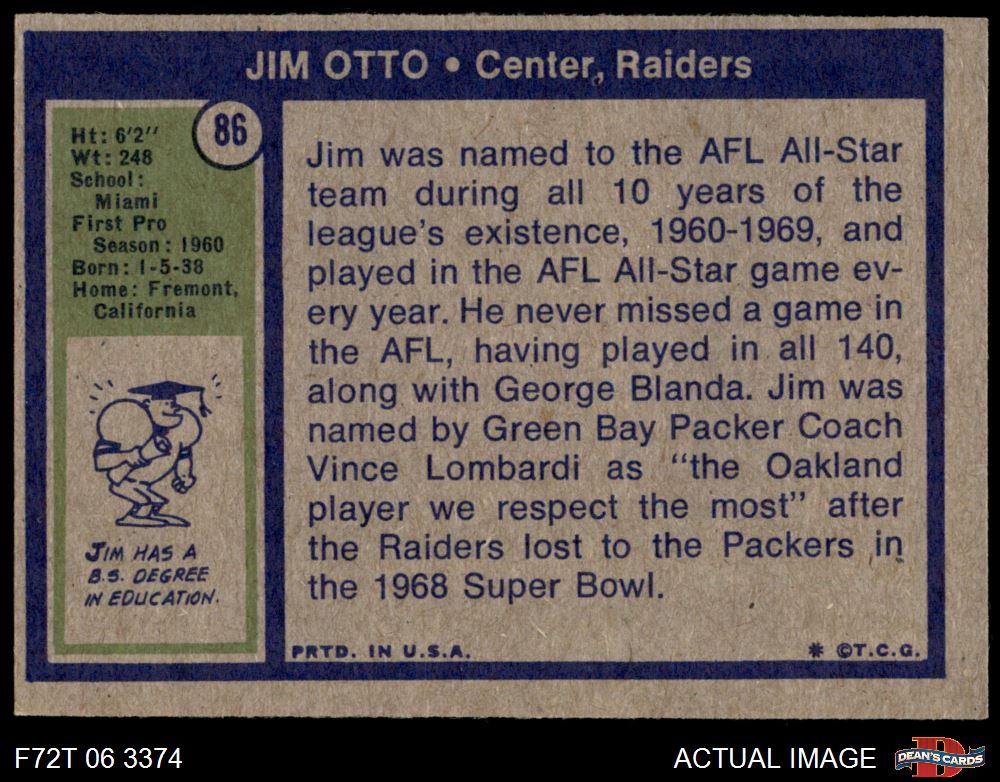 JIM OTTO • Center, Raiders
86
Ht: 6'2''
Wt: 248
School:
Miami
First Pro
Season: 1960
Born: 1-5-38
Home: Fremont,
California
JIM HAS A
B.S. DEGREE
IN EDUCATION.
Jim was named to the AFL All-Star
team during all 10 years of the
league's existence, 1960-1969, and
played in the AFL All-Star game ev-
ery year. He never missed a game in
the AFL, having played in all 140,
along with George Blanda. Jim was
named by Green Bay Packer Coach
Vince Lombardi as "the Oakland
player we respect the most" after
the Raiders lost to the Packers in
the 1968 Super Bowl.
PRTD. IN U.S.A.
* ©T.C.G.
F72T 06 3374
ACTUAL IMAGE
D
DEAN'S CARDS